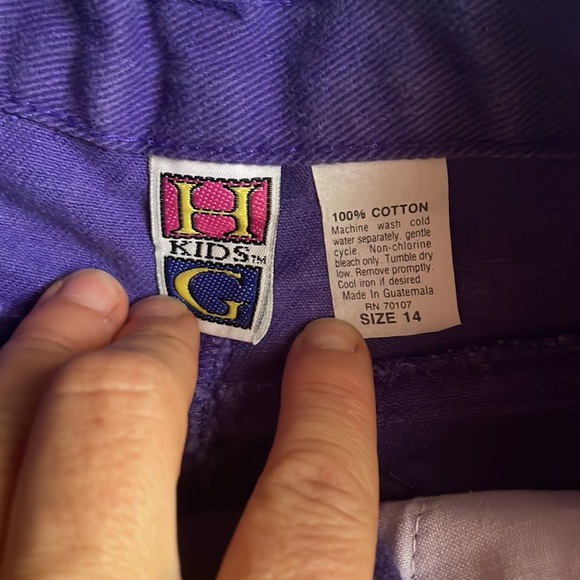 H
KIDS™
G
100% COTTON
Machine wash cold
water separately, gentle
cycle. Non-chlorine
bleach only. Tumble dry
low. Remove promptly.
Cool iron if desired.
Made In Guatemala
RN 70107
SIZE 14